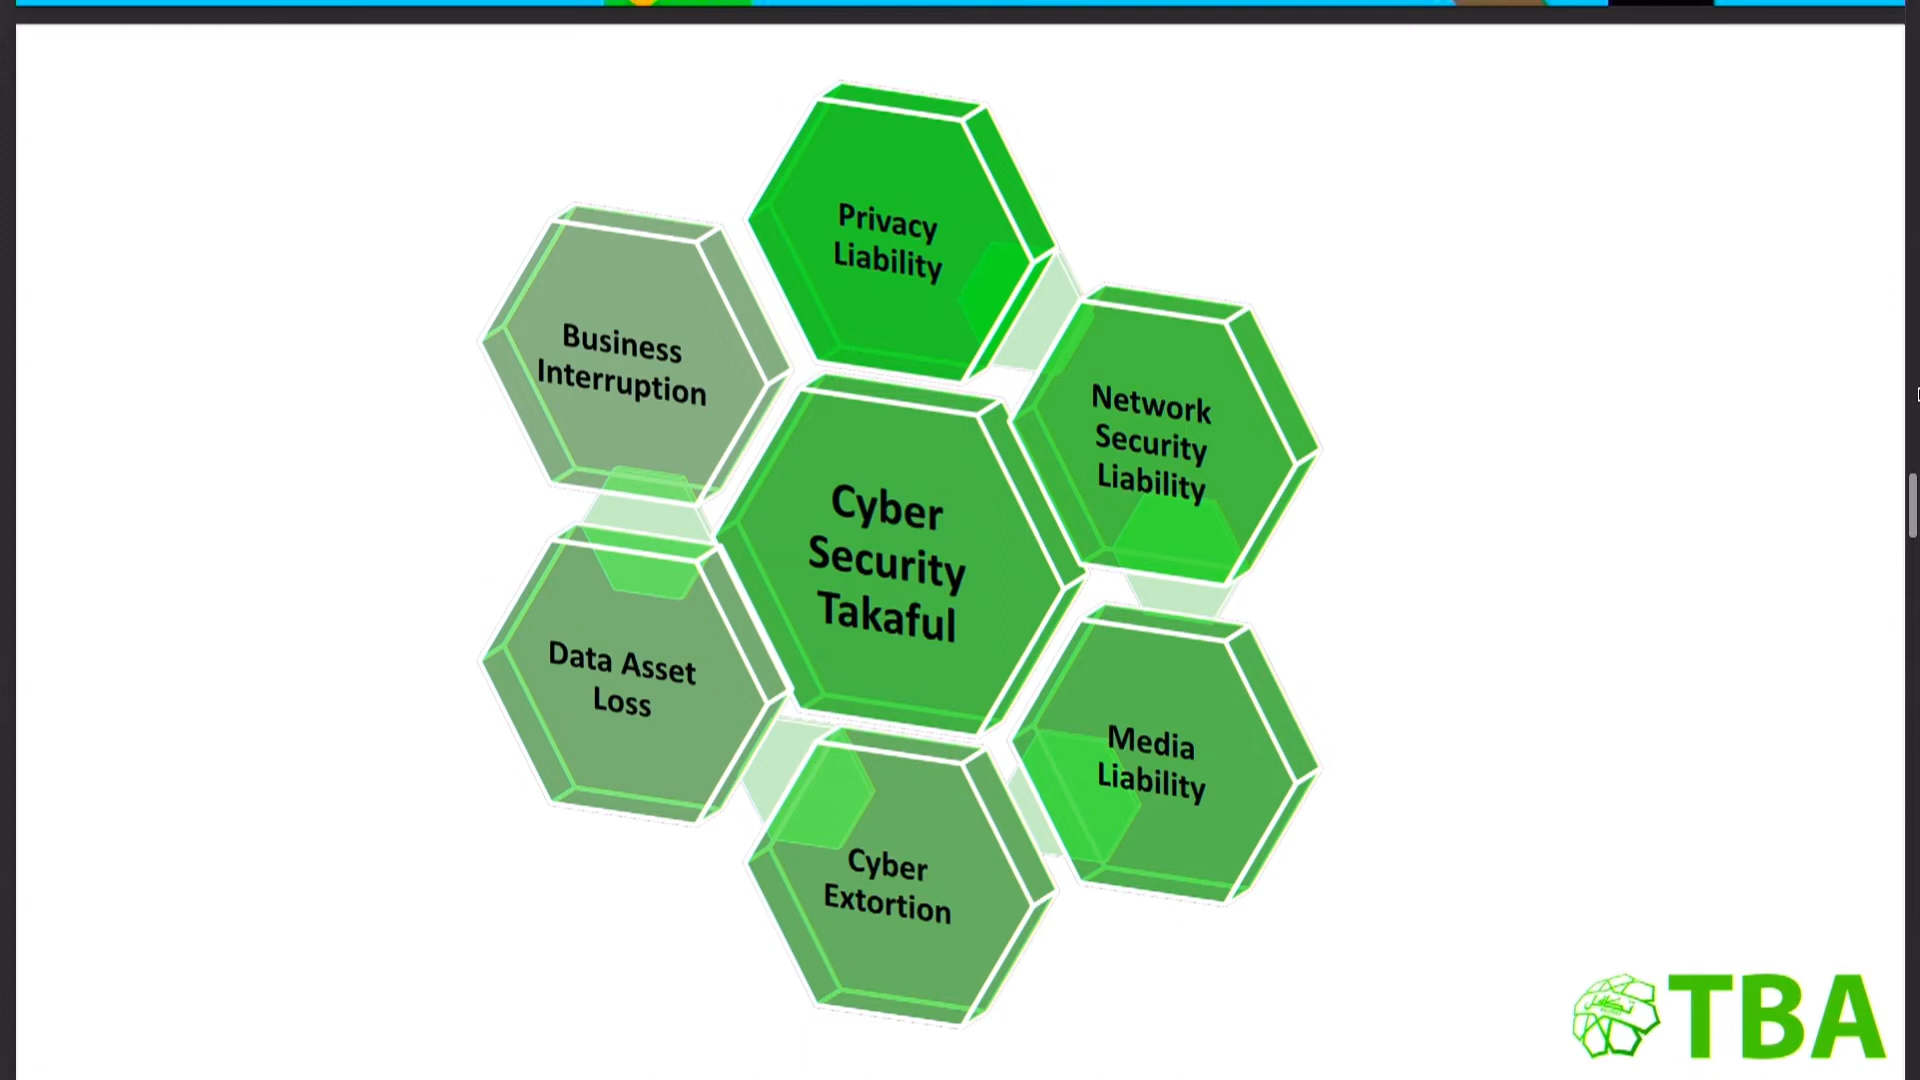 Privacy
Liability
Business
Interruption
Network
Security
Liability
Cyber
Security
Takaful
Data Asset
Loss
Media
Liability
Cyber
Extortion
TBA